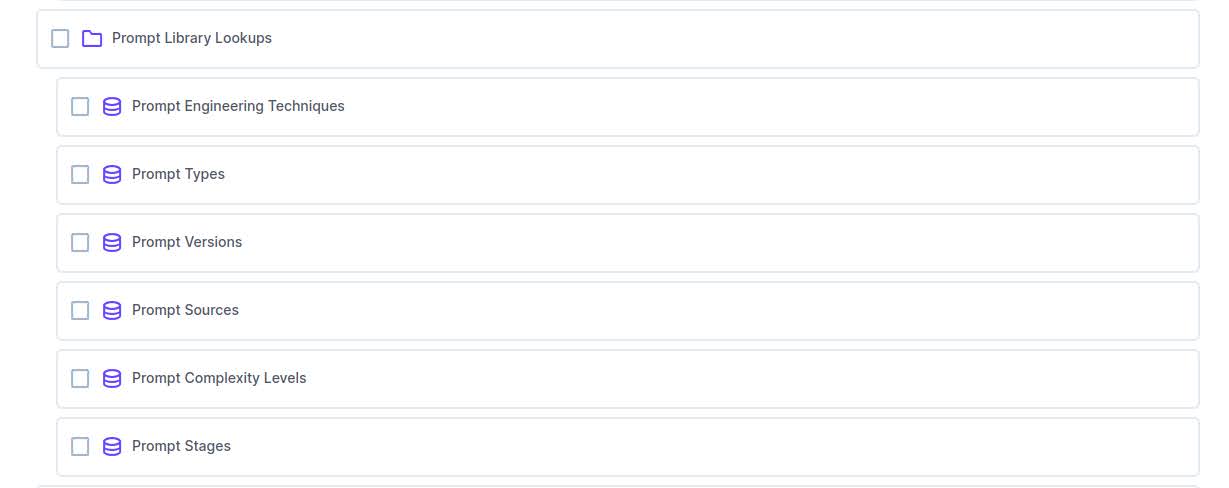 Prompt Library Lookups
Prompt Engineering Techniques
Prompt Types
Prompt Versions
Prompt Sources
Prompt Complexity Levels
Prompt Stages